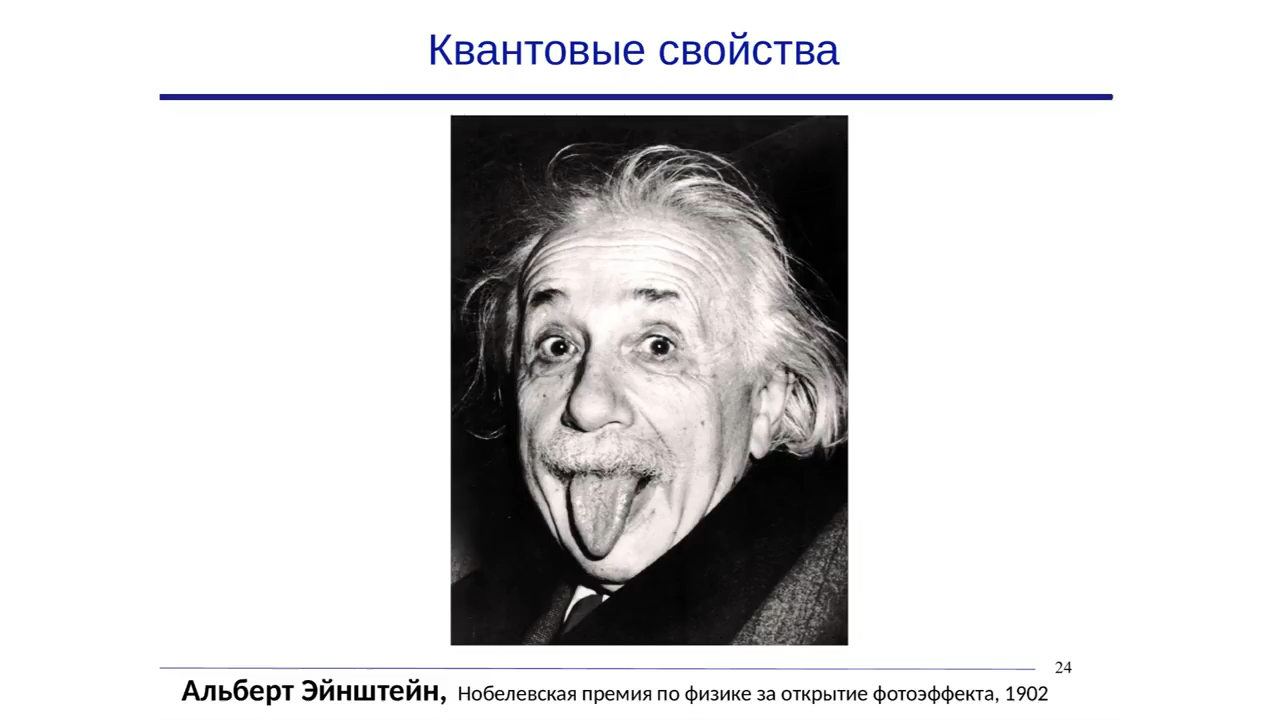 Квантовые свойства
24
Альберт Эйнштейн, Нобелевская премия по физике за открытие фотоэффекта, 1902